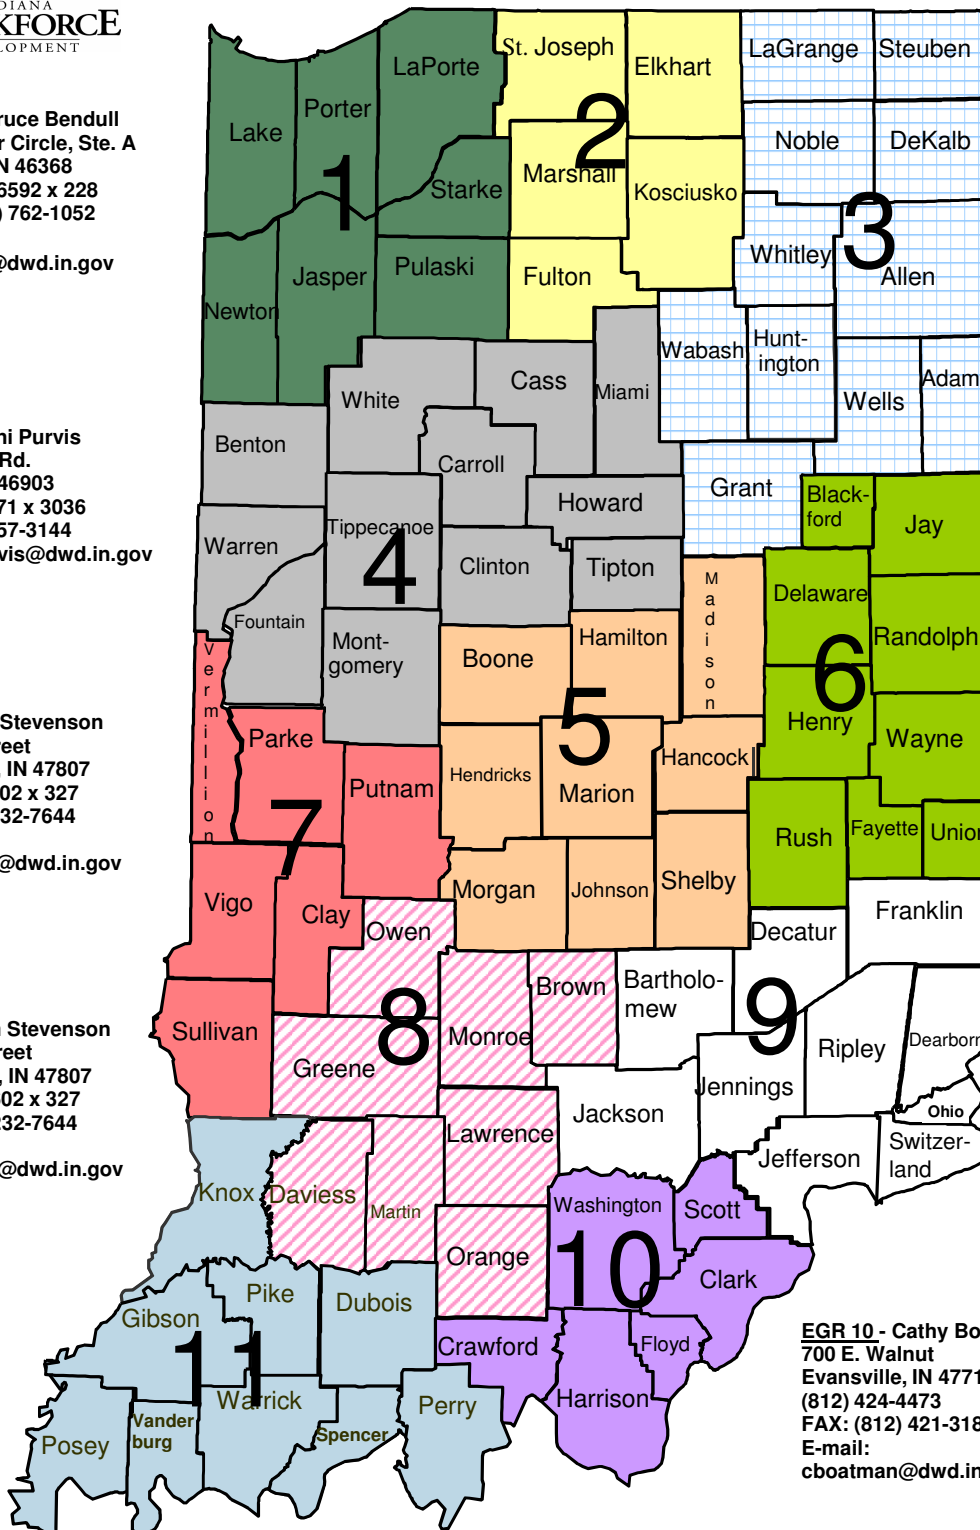 DIANA
KFORCE
LOPMENT
ruce Bendull
r Circle, Ste. A
N 46368
6592 x 228
) 762-1052
@dwd.in.gov
ni Purvis
Rd.
46903
71 x 3036
57-3144
vis@dwd.in.gov
Stevenson
reet
, IN 47807
02 x 327
32-7644
@dwd.in.gov
n Stevenson
reet
, IN 47807
602 x 327
232-7644
@dwd.in.gov
St. Joseph
Elkhart
LaGrange
Steuben
LaPorte
Porter
Lake
2
Noble
DeKalb
Marshall
Kosciusko
Starke
1
3
Whitley
Allen
Jasper
Pulaski
Fulton
Newton
Wabash
Hunt-
ington
Wells
Adam
White
Cass
Miami
Benton
Carroll
Grant
Black-
ford
Jay
Howard
Tippecanoe
Warren
4
Clinton
Tipton
Madison
Delaware
Fountain
Mont-
gomery
Boone
Hamilton
6
Randolph
Vermillion
Parke
5
Henry
Wayne
Hendricks
Marion
Hancock
Putnam
7
Rush
Fayette
Union
Vigo
Clay
Morgan
Johnson
Shelby
Owen
Decatur
Franklin
Brown
Bartholo-
mew
9
Sullivan
8
Monroe
Greene
Ripley
Dearborn
Jennings
Jackson
Ohio
Lawrence
Jefferson
Switzer-
land
Knox
Daviess
Martin
Washington
Scott
Orange
10
Clark
Pike
Dubois
Gibson
11
Crawford
Floyd
Warrick
Harrison
Perry
Posey
Vander
burg
Spencer
EGR 10 - Cathy Bo
700 E. Walnut
Evansville, IN 4771
(812) 424-4473
FAX: (812) 421-318
E-mail:
cboatman@dwd.in